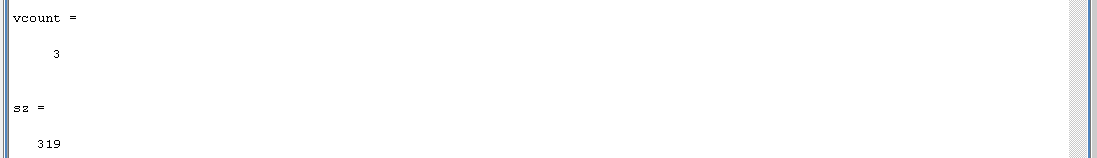 vcount =
3
sz =
319